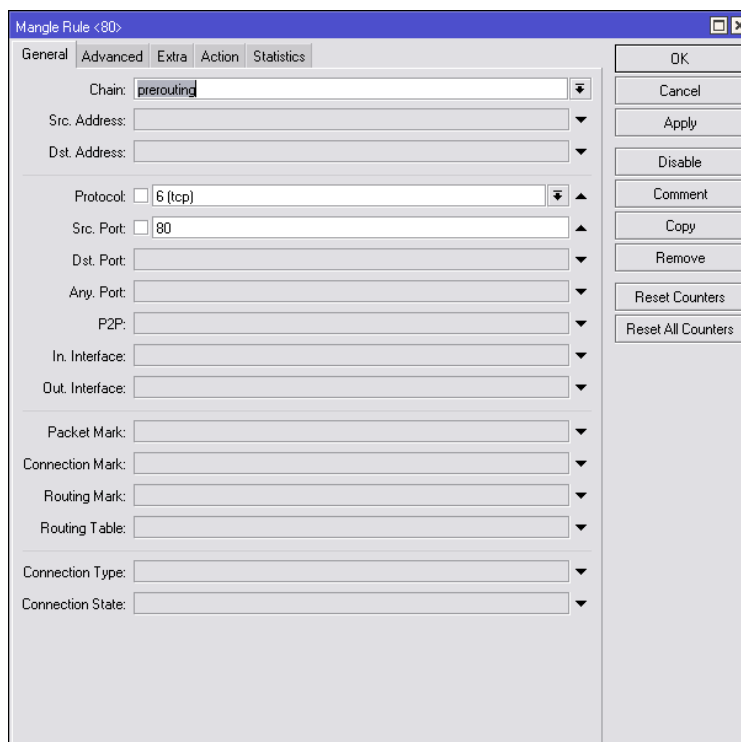 Mangle Rule <80>
General Advanced Extra Action Statistics
Chain: prerouting
Src. Address:
Dst. Address:
Protocol: 6 (tcp)
Src. Port: 80
Dst. Port:
Any. Port:
P2P:
In. Interface:
Out. Interface:
Packet Mark:
Connection Mark:
Routing Mark:
Routing Table:
Connection Type:
Connection State:
OK
Cancel
Apply
Disable
Comment
Copy
Remove
Reset Counters
Reset All Counters